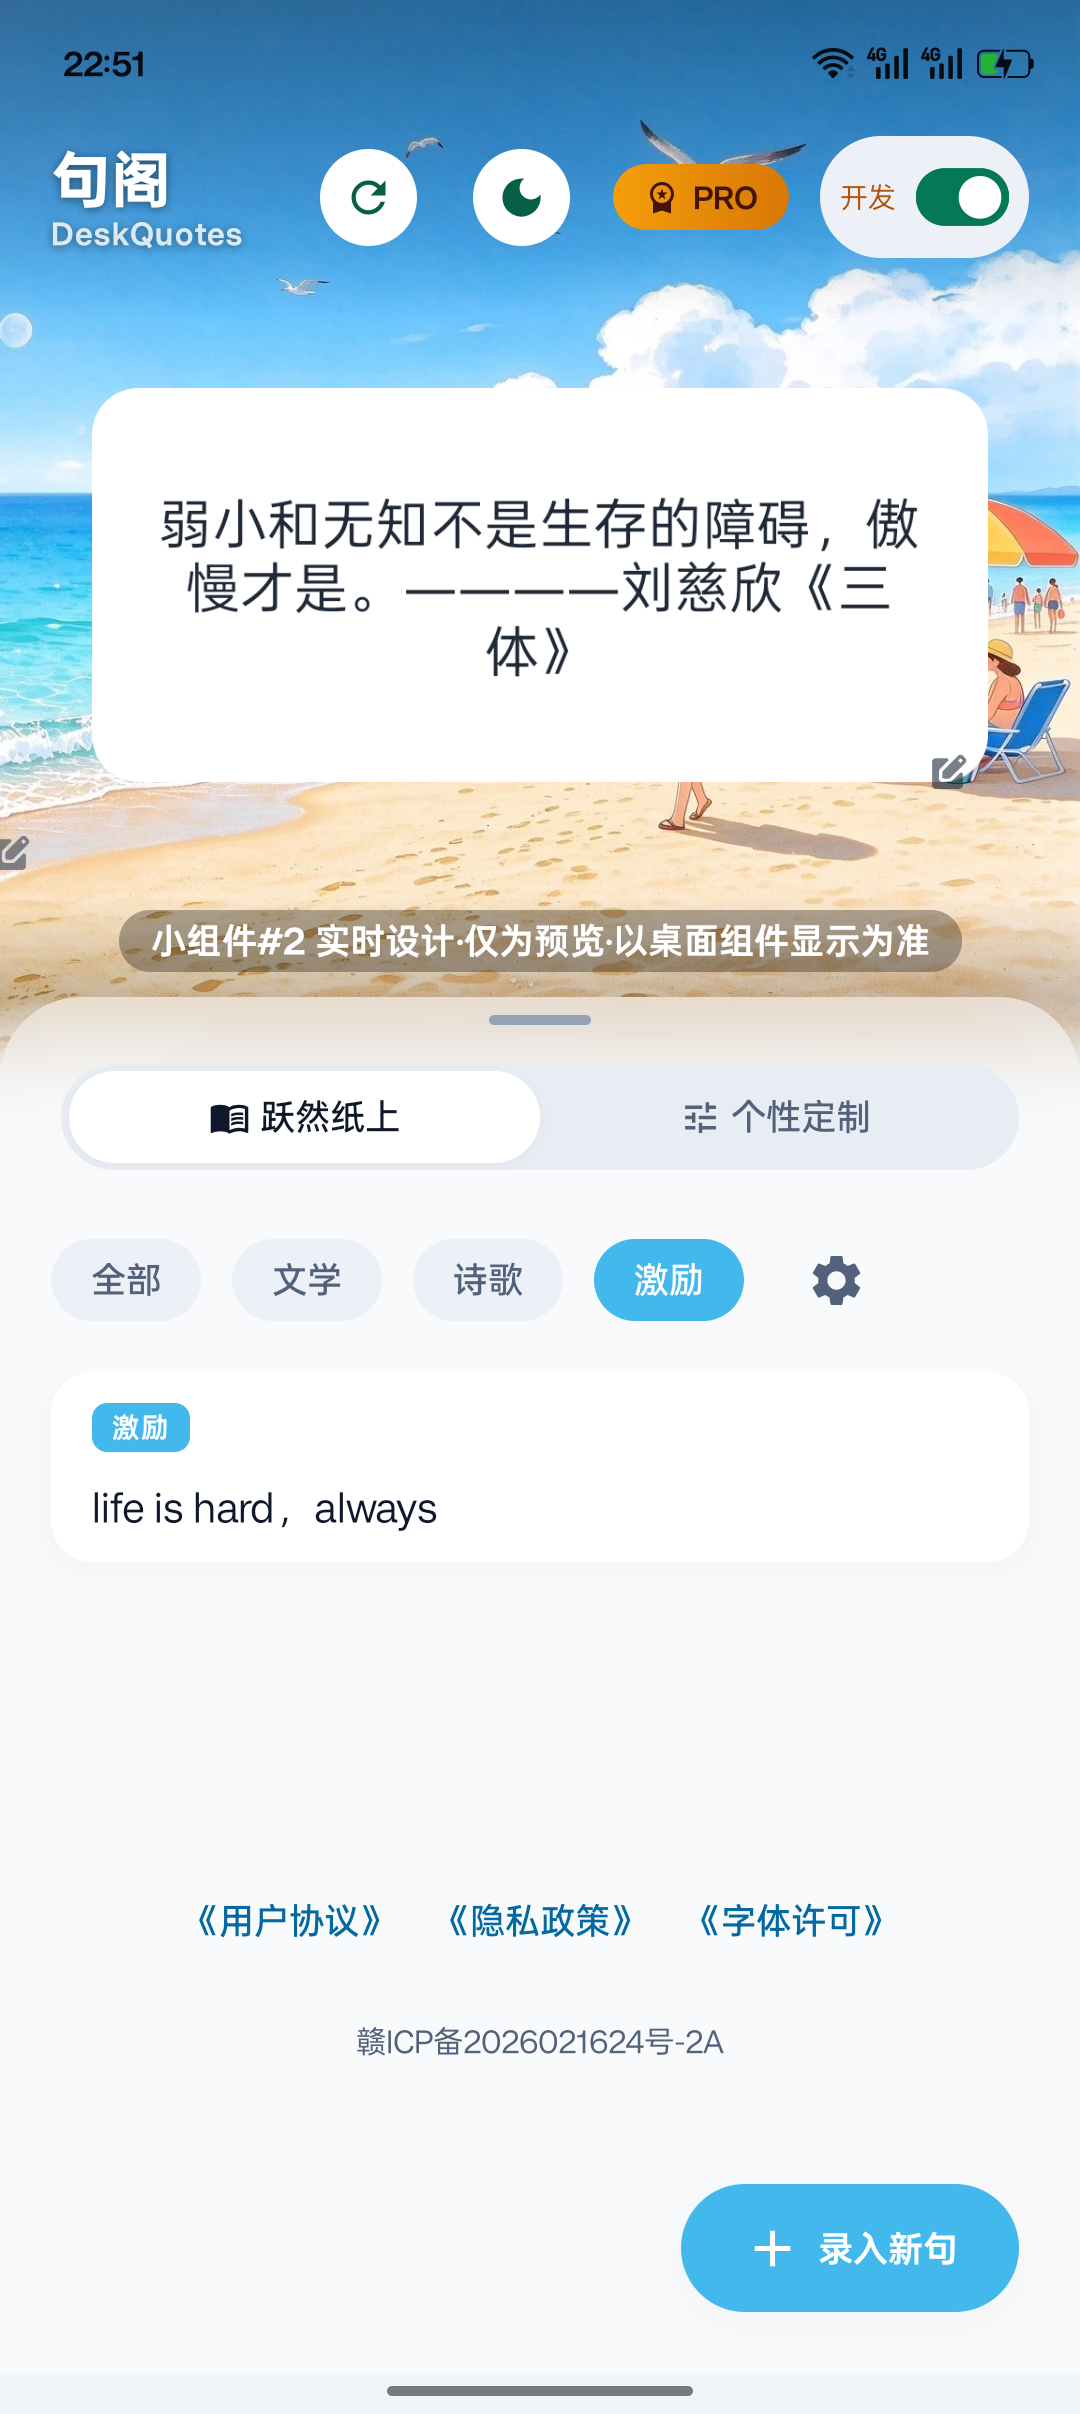 22:51
4G 4G
句阁
DeskQuotes
PRO
开发
弱小和无知不是生存的障碍，傲
慢才是。————刘慈欣《三
体》
小组件#2 实时设计·仅为预览·以桌面组件显示为准
跃然纸上
个性定制
全部
文学
诗歌
激励
激励
life is hard，always
《用户协议》
《隐私政策》
《字体许可》
赣ICP备2026021624号-2A
录入新句